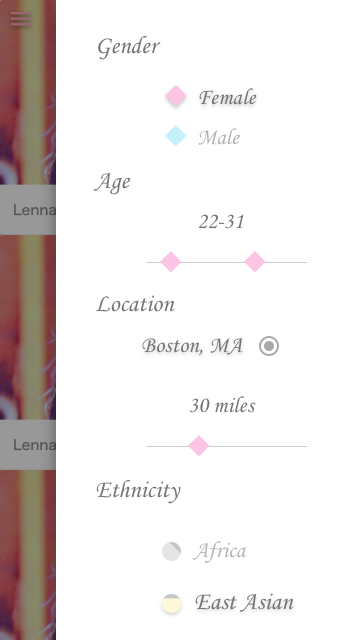 Gender
Female
Male
Age
22-31
Location
Boston, MA
30 miles
Ethnicity
Africa
East Asian
Lenna
Lenna